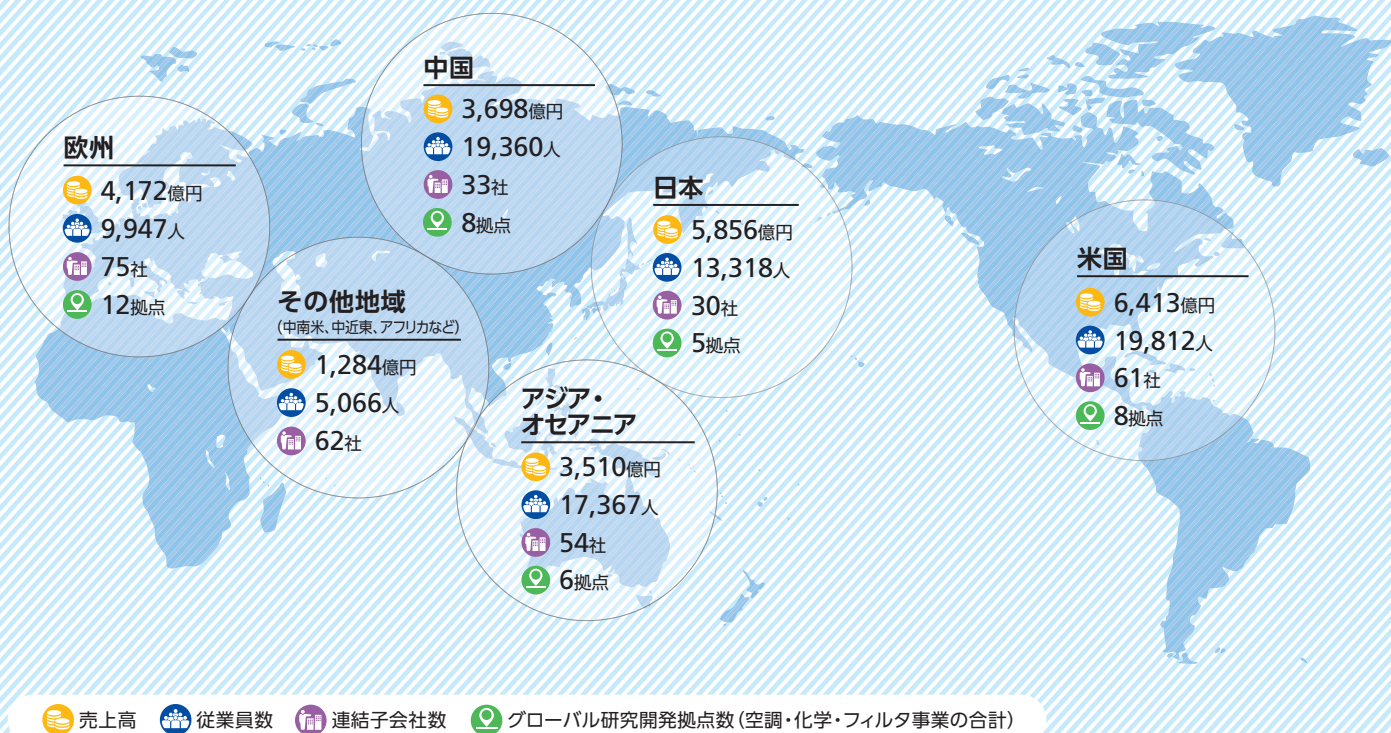 中国
3,698億円
19,360人
33社
8拠点
欧州
4,172億円
9,947人
75社
12拠点
日本
5,856億円
13,318人
30社
5拠点
米国
6,413億円
19,812人
61社
8拠点
その他地域
(中南米、中近東、アフリカなど)
1,284億円
5,066人
62社
アジア・
オセアニア
3,510億円
17,367人
54社
6拠点
売上高 従業員数 連結子会社数 グローバル研究開発拠点数(空調・化学・フィルタ事業の合計)